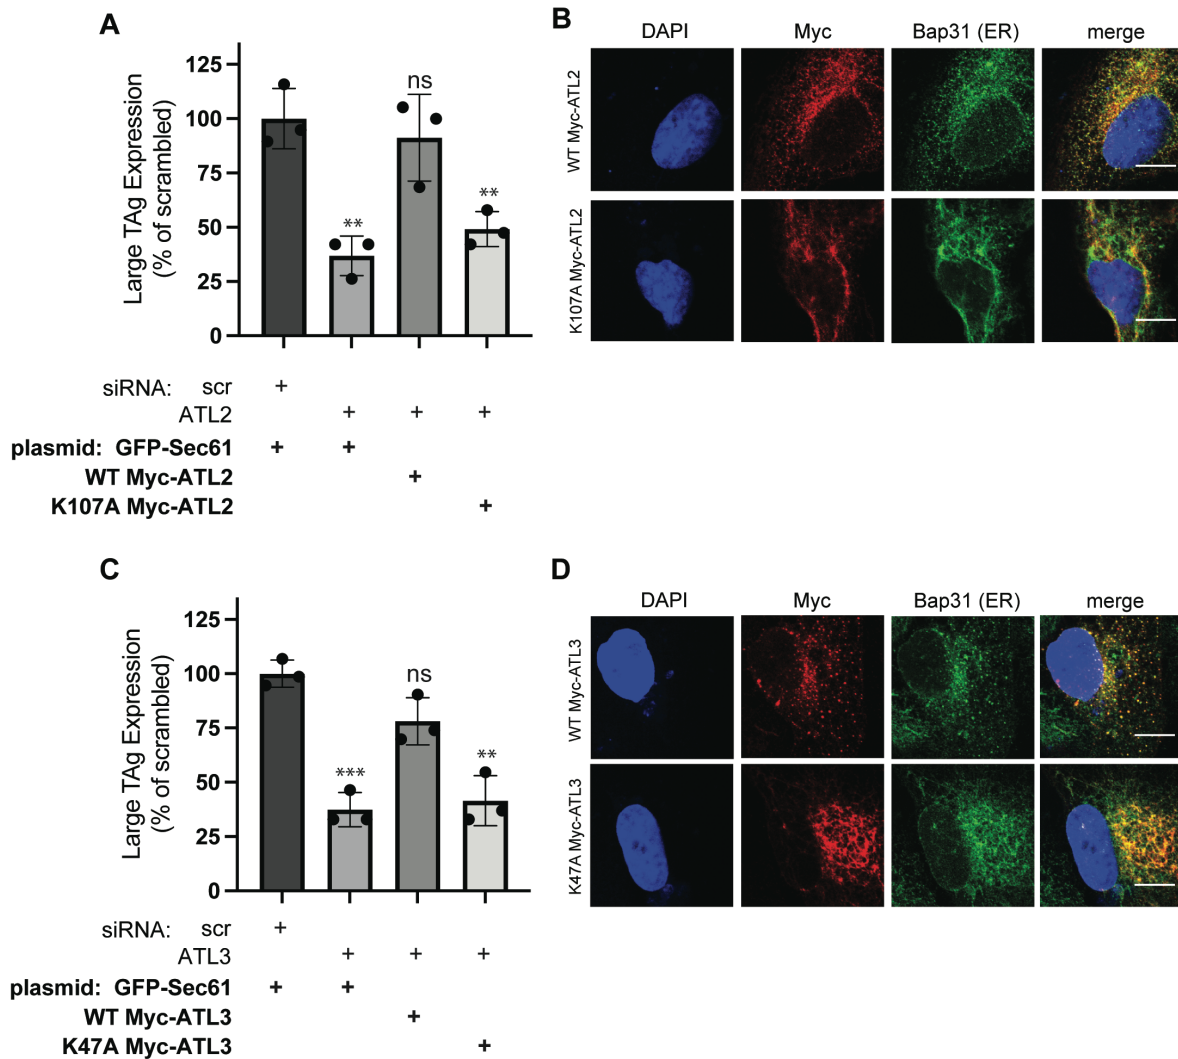 A
Large TAg Expression
(% of scrambled)
125
100
75
50
25
0
**
ns
**
siRNA: scr +
ATL2 + + +
plasmid: GFP-Sec61 + +
WT Myc-ATL2 +
K107A Myc-ATL2 +
B
DAPI Myc Bap31 (ER) merge
WT Myc-ATL2
K107A Myc-ATL2
C
Large TAg Expression
(% of scrambled)
125
100
75
50
25
0
***
ns
**
siRNA: scr +
ATL3 + + +
plasmid: GFP-Sec61 + +
WT Myc-ATL3 +
K47A Myc-ATL3 +
D
DAPI Myc Bap31 (ER) merge
WT Myc-ATL3
K47A Myc-ATL3